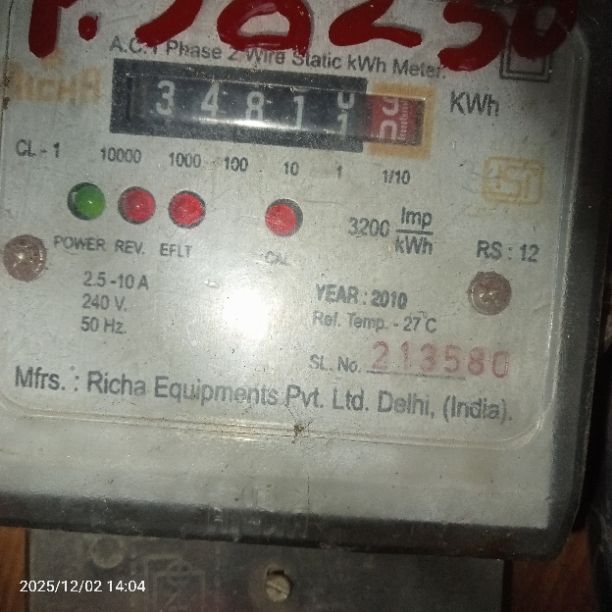 A.C. 1 Phase 2 Wire Static kWh Meter.
RICHA
3 4 8 1 KWh
CL - 1 10000 1000 100 10 1 1/10
3200 Imp/kWh
POWER REV. EFLT CAL
RS : 12
2.5 -10 A
240 V.
50 Hz.
YEAR : 2010
Ref. Temp. - 27°C
SL. No. 213580
Mfrs. : Richa Equipments Pvt. Ltd. Delhi, (India).
2025/12/02 14:04